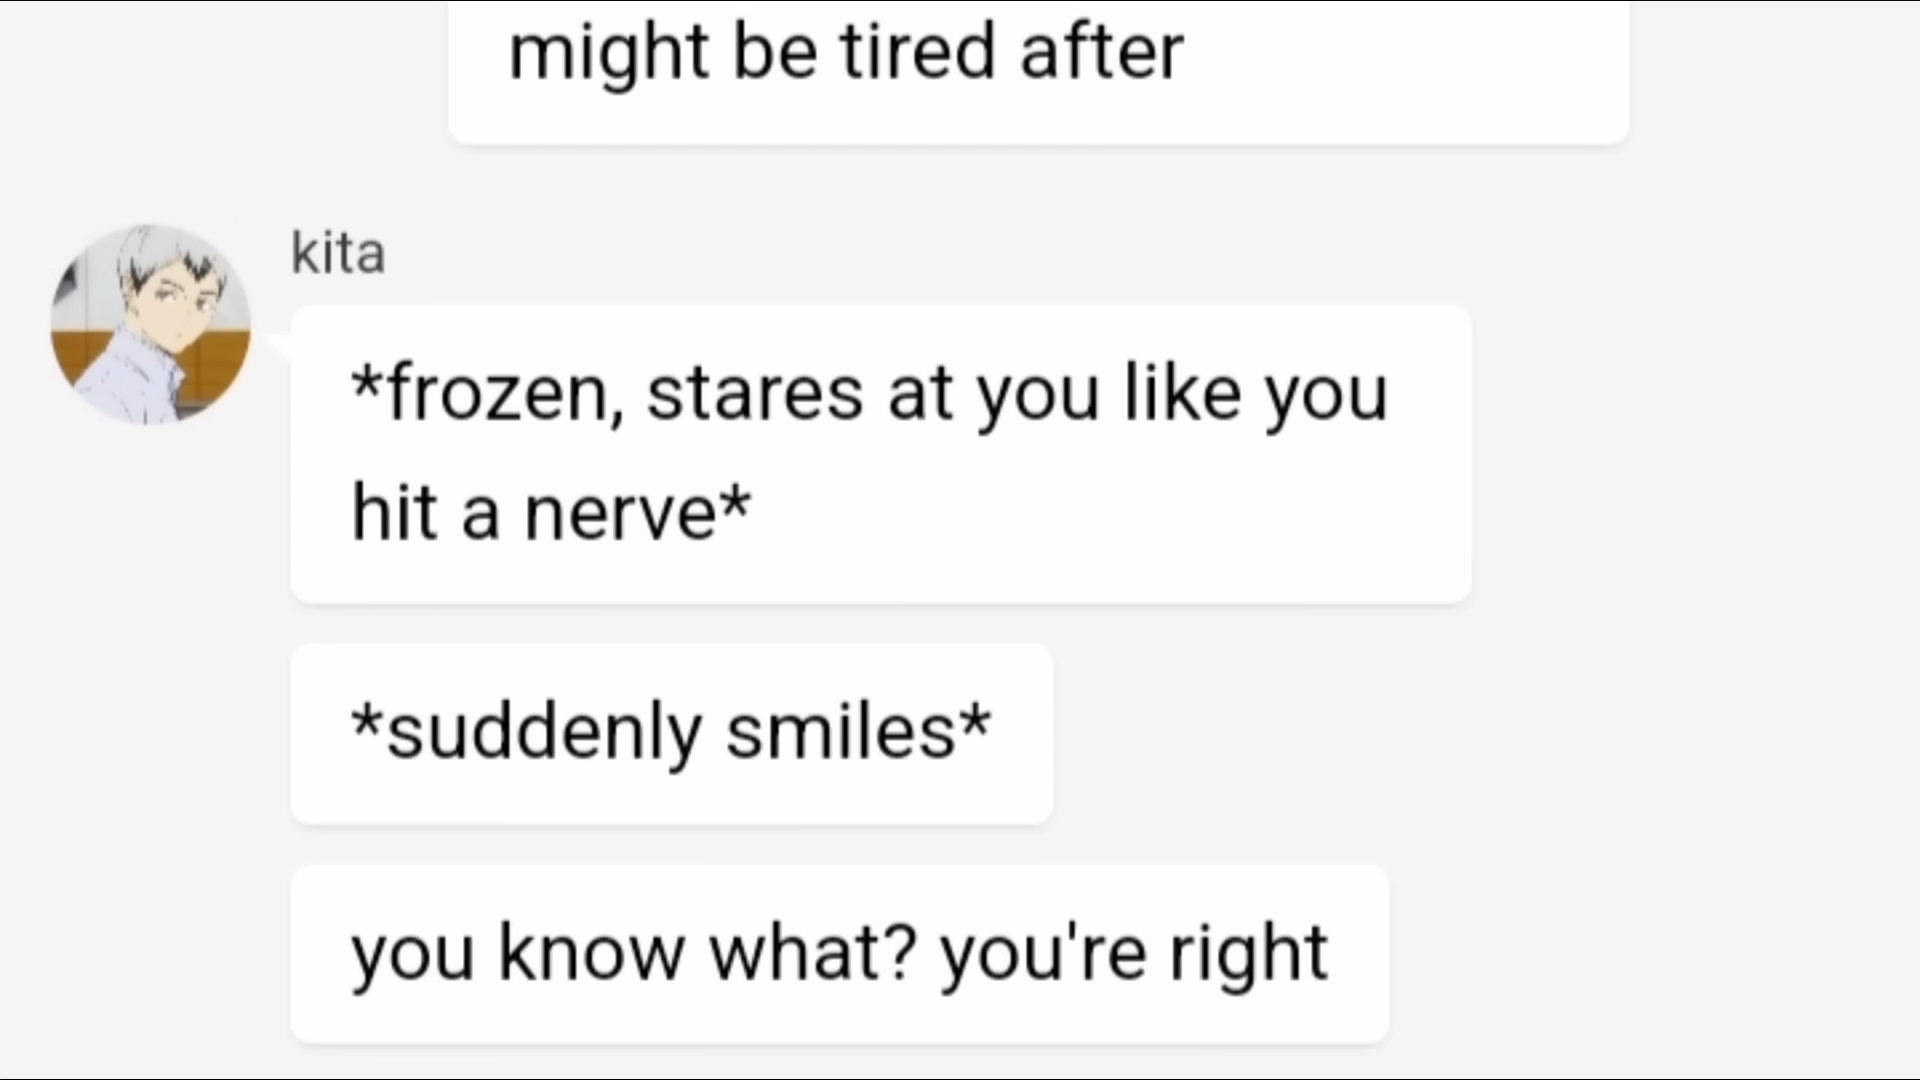 might be tired after
kita
*frozen, stares at you like you
hit a nerve*
*suddenly smiles*
you know what? you're right